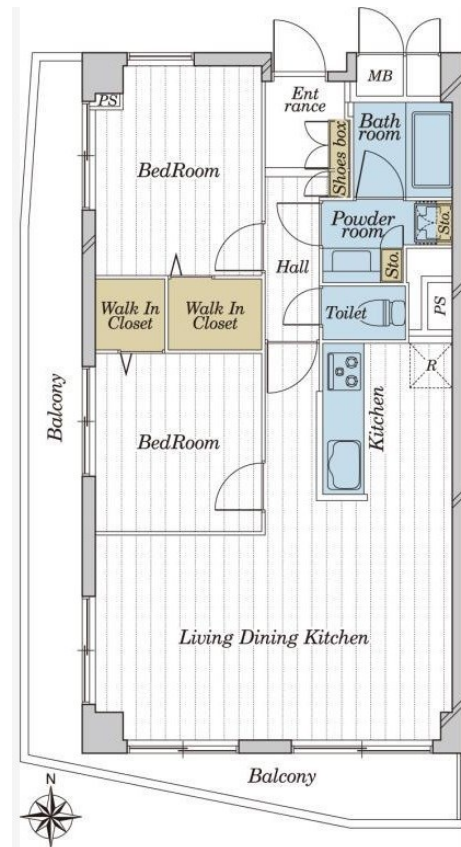 MB
Ent
rance
PS
Bath
room
Shoes box
BedRoom
Powder
room
Sto.
Hall
Sto.
PS
Walk In
Closet
Walk In
Closet
Toilet
R
Balcony
Kitchen
BedRoom
Living Dining Kitchen
Balcony
N